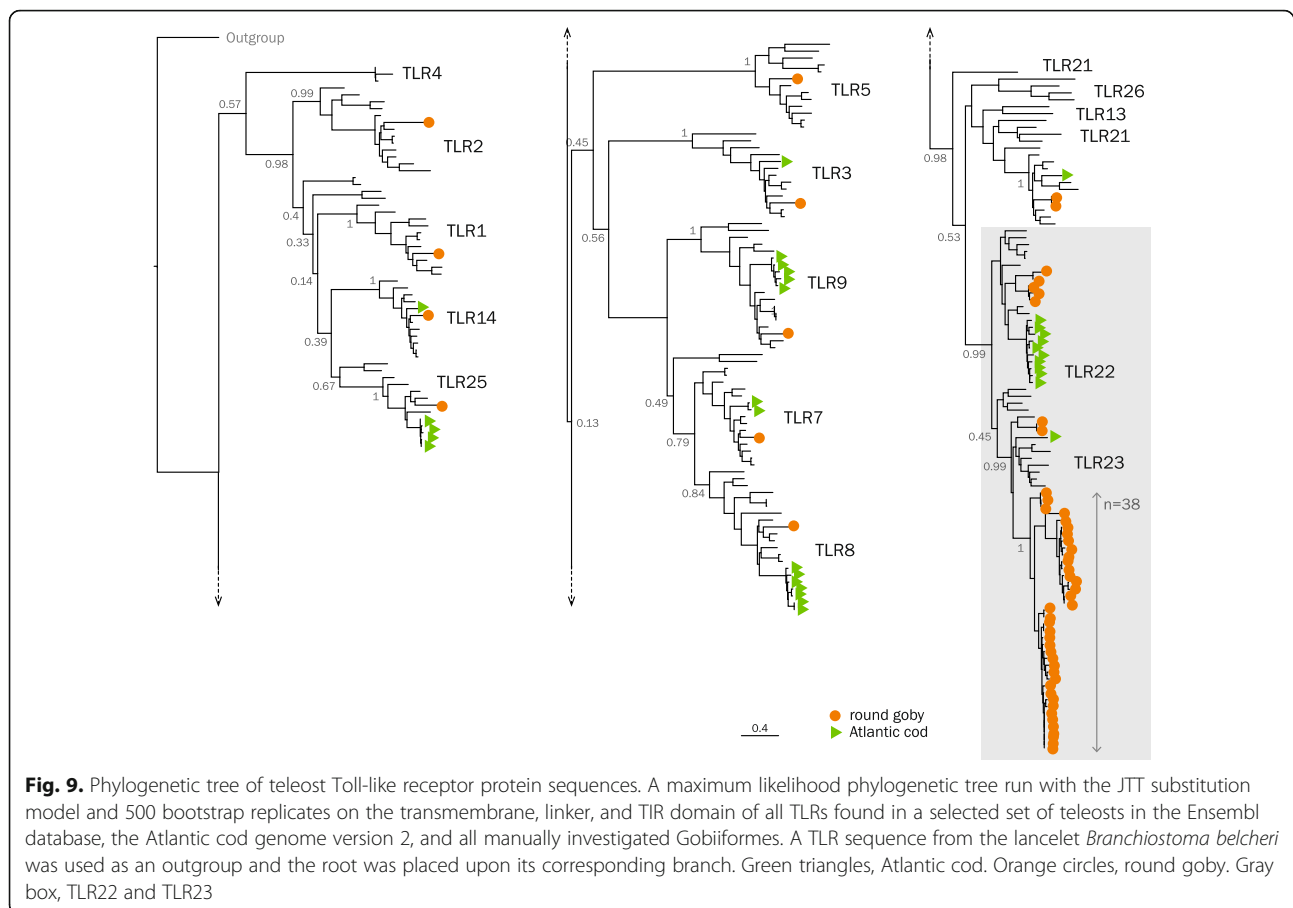 Outgroup
TLR4
0.57
0.99
TLR2
0.98
0.4
TLR1
1
0.33
0.14
1
TLR14
0.39
TLR25
0.67
1
1
TLR5
0.45
1
TLR3
0.56
1
TLR9
0.49
TLR7
0.13
0.79
0.84
TLR8
0.4
round goby
Atlantic cod
TLR21
TLR26
TLR13
TLR21
0.98
1
0.53
0.99
TLR22
0.45
0.99
TLR23
n=38
1
Fig. 9. Phylogenetic tree of teleost Toll-like receptor protein sequences. A maximum likelihood phylogenetic tree run with the JTT substitution
model and 500 bootstrap replicates on the transmembrane, linker, and TIR domain of all TLRs found in a selected set of teleosts in the Ensembl
database, the Atlantic cod genome version 2, and all manually investigated Gobiiformes. A TLR sequence from the lancelet Branchiostoma belcheri
was used as an outgroup and the root was placed upon its corresponding branch. Green triangles, Atlantic cod. Orange circles, round goby. Gray
box, TLR22 and TLR23